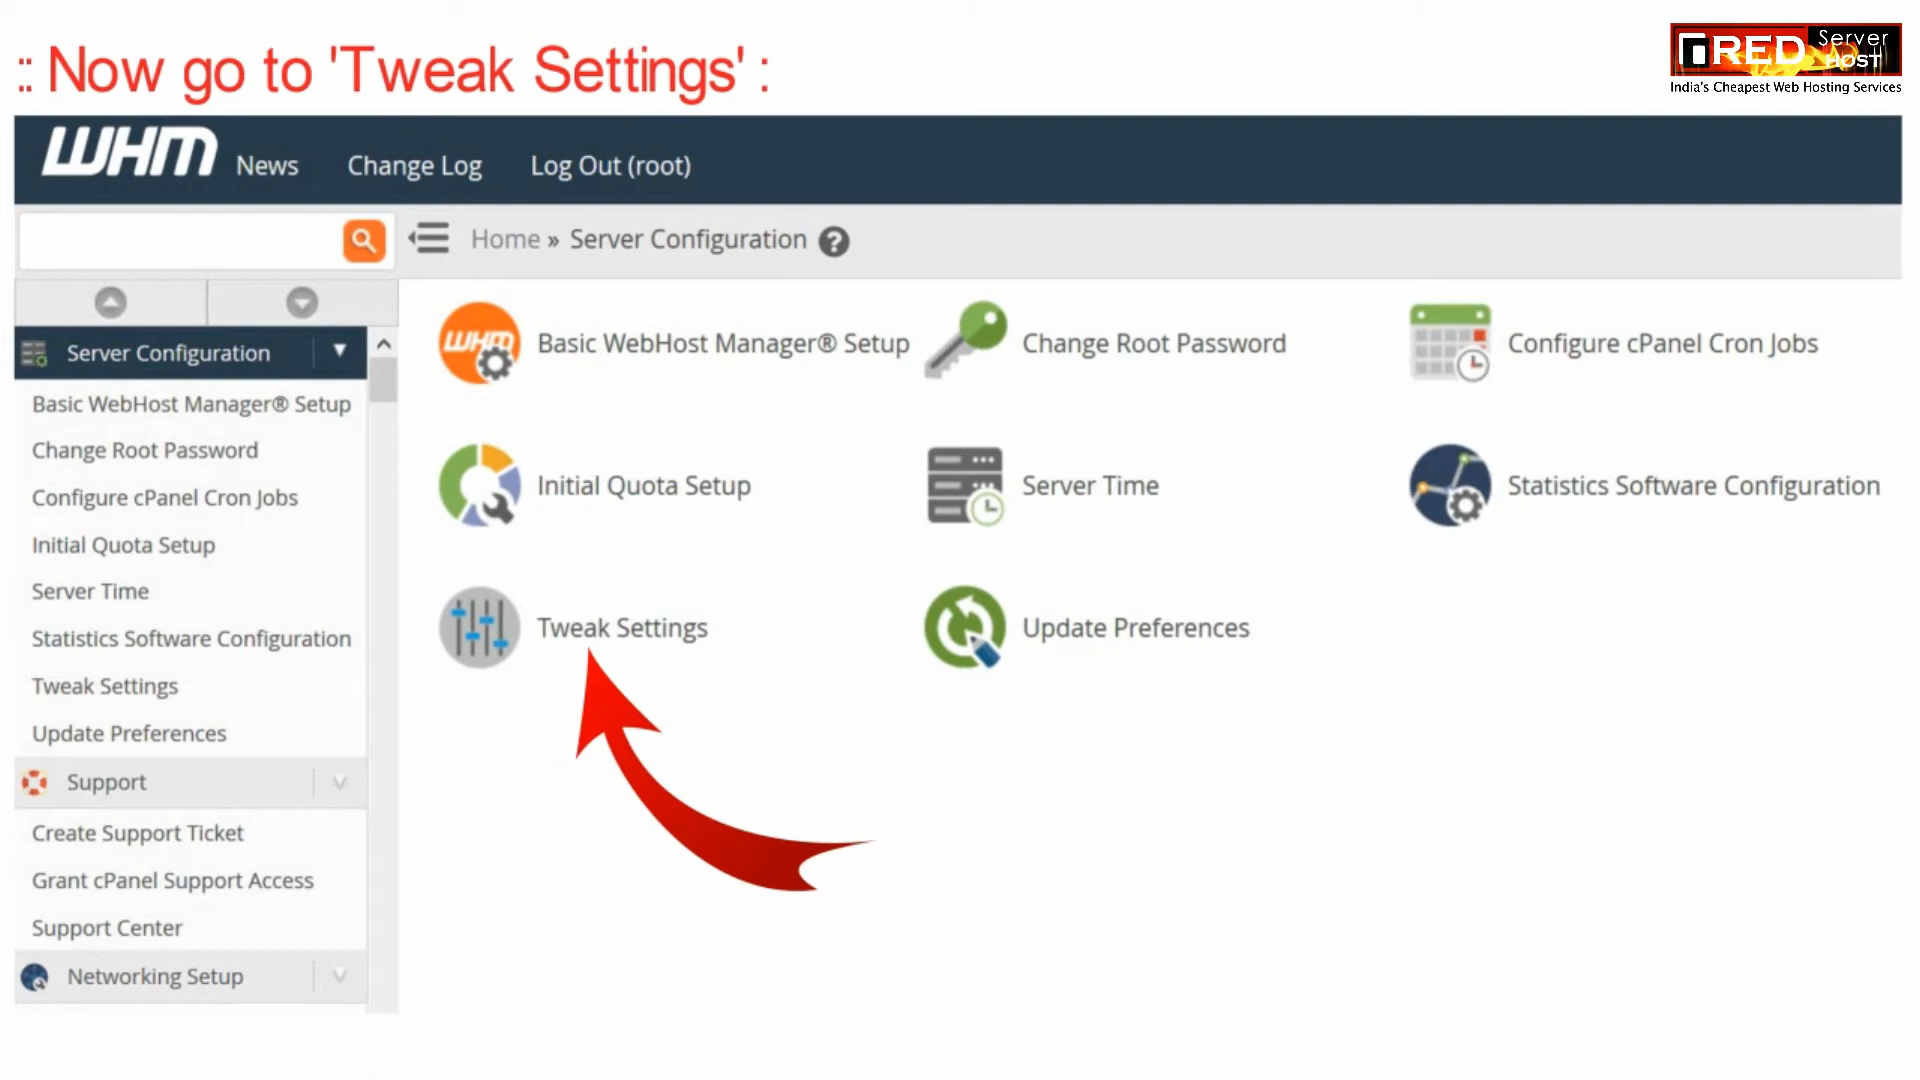 :: Now go to 'Tweak Settings' :
RED Server HOST
India's Cheapest Web Hosting Services
WHM News Change Log Log Out (root)
Home » Server Configuration ?
Server Configuration
Basic WebHost Manager® Setup
Change Root Password
Configure cPanel Cron Jobs
Initial Quota Setup
Server Time
Statistics Software Configuration
Tweak Settings
Update Preferences
Support
Create Support Ticket
Grant cPanel Support Access
Support Center
Networking Setup
WHM Basic WebHost Manager® Setup
Change Root Password
Configure cPanel Cron Jobs
Initial Quota Setup
Server Time
Statistics Software Configuration
Tweak Settings
Update Preferences